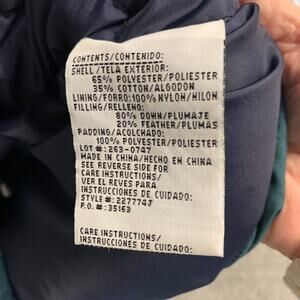 CONTENTS/CONTENIDO:
SHELL/TELA EXTERIOR:
65% POLYESTER/POLIESTER
35% COTTON/ALGODON
LINING/FORRO:100% NYLON/NILON
FILLING/RELLENO:
80% DOWN/PLUMAJE
20% FEATHER/PLUMAS
PADDING/ACOLCHADO:
100% POLYESTER/POLIESTER
LOT #:263-0747
MADE IN CHINA/HECHO EN CHINA
SEE REVERSE SIDE FOR
CARE INSTRUCTIONS/
VER EL REVES PARA
INSTRUCCIONES DE CUIDADO:
STYLE#:227774J
P.O.#:35163
CARE INSTRUCTIONS/
INSTRUCCIONES DE CUIDADO: